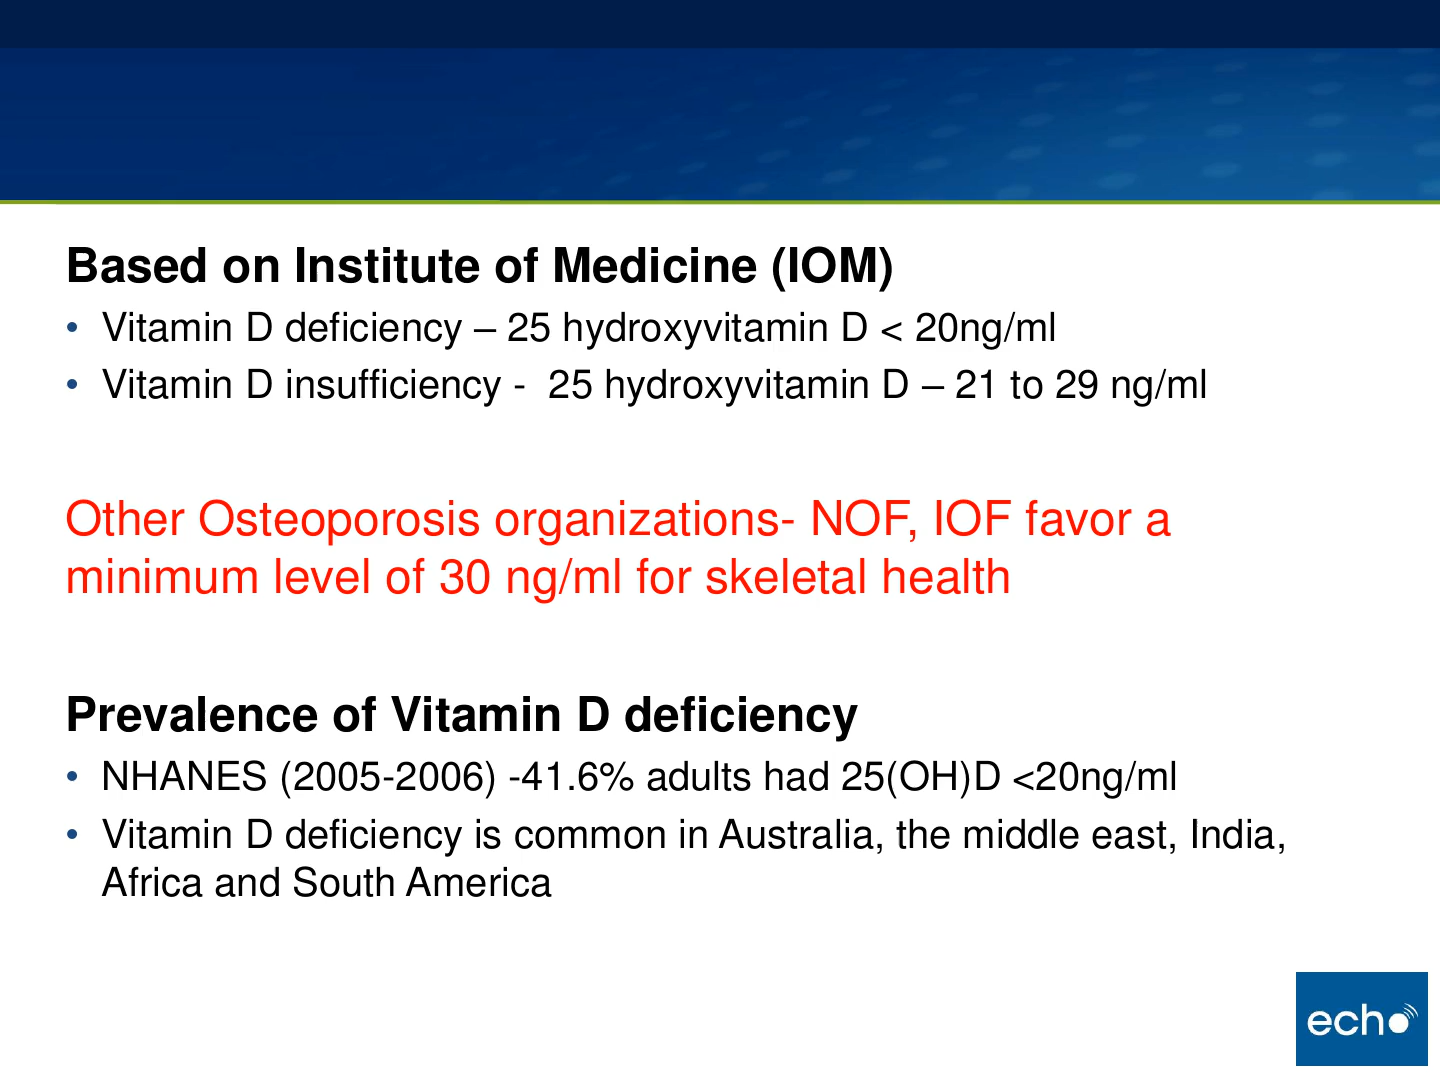 Based on Institute of Medicine (IOM)
• Vitamin D deficiency – 25 hydroxyvitamin D < 20ng/ml
• Vitamin D insufficiency -  25 hydroxyvitamin D – 21 to 29 ng/ml
Other Osteoporosis organizations- NOF, IOF favor a
minimum level of 30 ng/ml for skeletal health
Prevalence of Vitamin D deficiency
• NHANES (2005-2006) -41.6% adults had 25(OH)D <20ng/ml
• Vitamin D deficiency is common in Australia, the middle east, India,
Africa and South America
echo